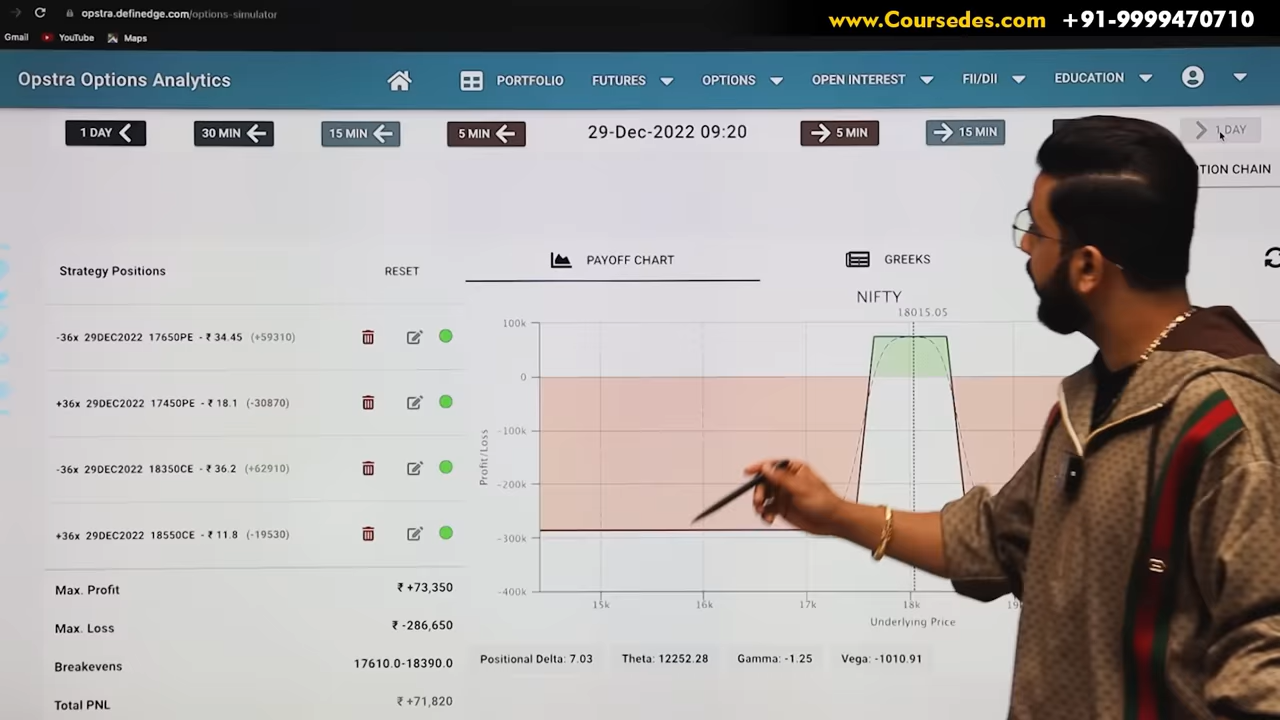 opstra.definedge.com/options-simulator
www.Coursedes.com +91-9999470710
Gmail YouTube Maps
Opstra Options Analytics PORTFOLIO FUTURES OPTIONS OPEN INTEREST FII/DII EDUCATION
1 DAY 30 MIN 15 MIN 5 MIN 29-Dec-2022 09:20 5 MIN 15 MIN 1 DAY
TION CHAIN
Strategy Positions RESET PAYOFF CHART GREEKS
NIFTY
18015.05
-36x 29DEC2022 17650PE - ₹ 34.45 (+59310)
+36x 29DEC2022 17450PE - ₹ 18.1 (-30870)
-36x 29DEC2022 18350CE - ₹ 36.2 (+62910)
+36x 29DEC2022 18550CE - ₹ 11.8 (-19530)
Max. Profit ₹ +73,350
Max. Loss ₹ -286,650
Breakevens 17610.0-18390.0
Total PNL ₹ +71,820
100k
0
-100k
-200k
-300k
-400k
Profit/Loss
15k 16k 17k 18k 19
Underlying Price
Positional Delta: 7.03 Theta: 12252.28 Gamma: -1.25 Vega: -1010.91